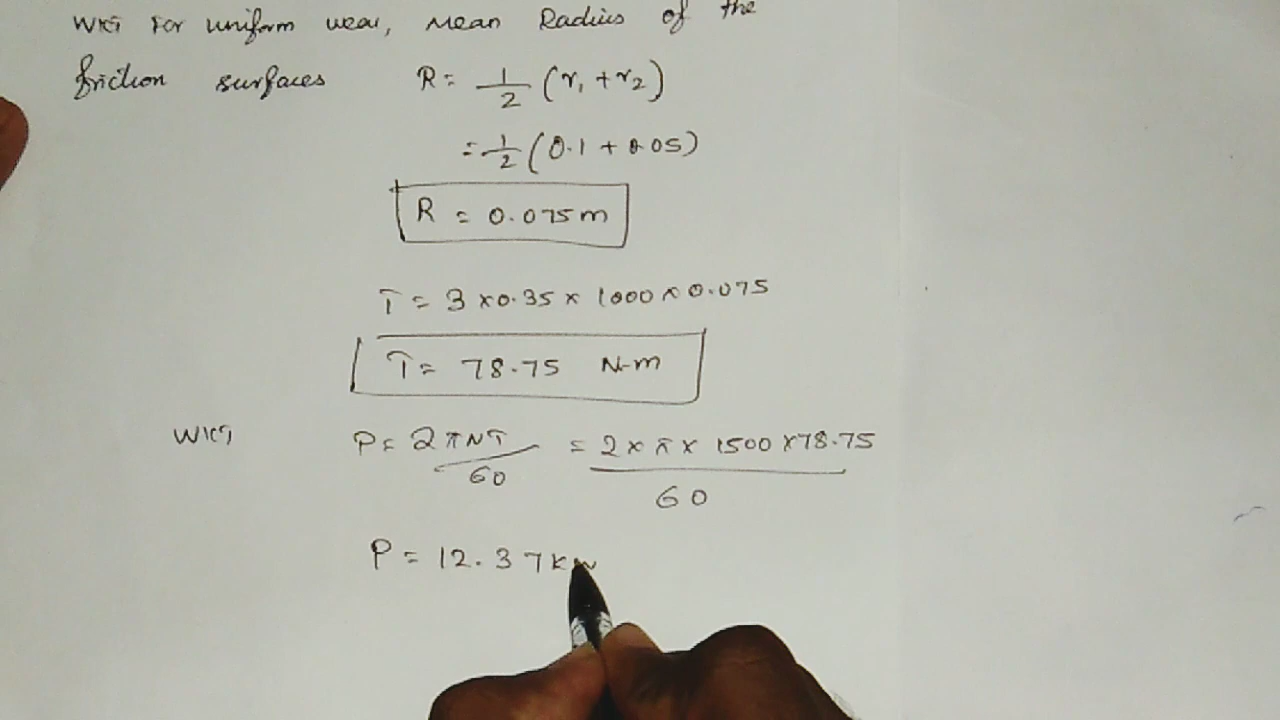 WKT For uniform wear, Mean Radius of the
friction surfaces R = 1/2 (r1 + r2)
= 1/2 (0.1 + 0.05)
R = 0.075m
T = 3 x 0.35 x 1000 x 0.075
T = 78.75 N-m
WKT P = 2πNT/60 = 2 x π x 1500 x 78.75/60
P = 12.37 K